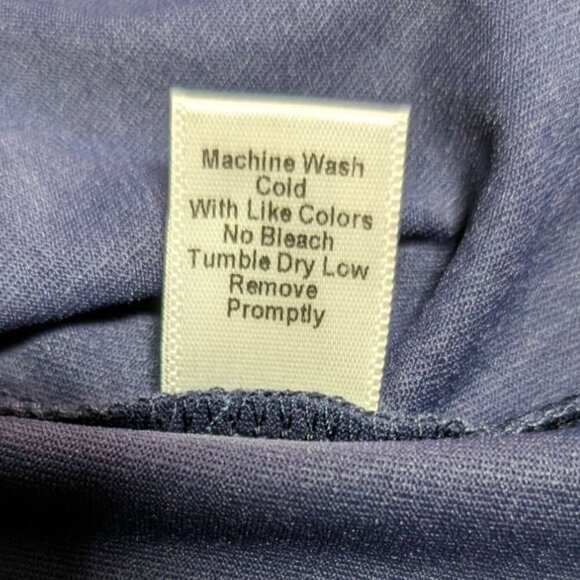 Machine Wash
Cold
With Like Colors
No Bleach
Tumble Dry Low
Remove
Promptly